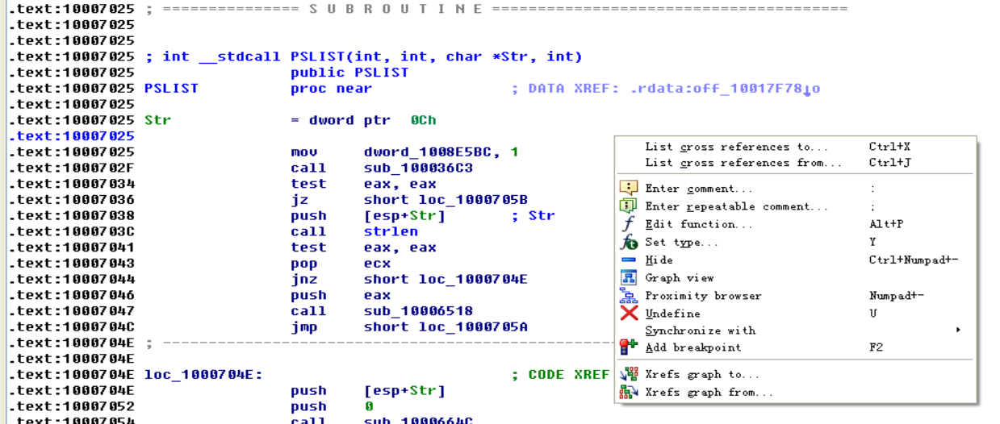 .text:10007025 ; =============== S U B R O U T I N E =======================================
.text:10007025
.text:10007025
.text:10007025 ; int __stdcall PSLIST(int, int, char *Str, int)
.text:10007025 public PSLIST
.text:10007025 PSLIST proc near ; DATA XREF: .rdata:off_10017F78↓o
.text:10007025
.text:10007025 Str = dword ptr 0Ch
.text:10007025
.text:10007025 mov dword_1008E5BC, 1
.text:1000702F call sub_100036C3
.text:10007034 test eax, eax
.text:10007036 jz short loc_1000705B
.text:10007038 push [esp+Str] ; Str
.text:1000703C call strlen
.text:10007041 test eax, eax
.text:10007043 pop ecx
.text:10007044 jnz short loc_1000704E
.text:10007046 push eax
.text:10007047 call sub_10006518
.text:1000704C jmp short loc_1000705A
.text:1000704E ; ---------------------------------------------------
.text:1000704E
.text:1000704E loc_1000704E: ; CODE XREF
.text:1000704E push [esp+Str]
.text:10007052 push 0
.text:10007054 call sub_1000664C
List cross references to... Ctrl+X
List cross references from... Ctrl+J
Enter comment... :
Enter repeatable comment... ;
Edit function... Alt+P
Set type... Y
Hide Ctrl+Numpad+-
Graph view
Proximity browser Numpad+-
Undefine U
Synchronize with
Add breakpoint F2
Xrefs graph to...
Xrefs graph from...